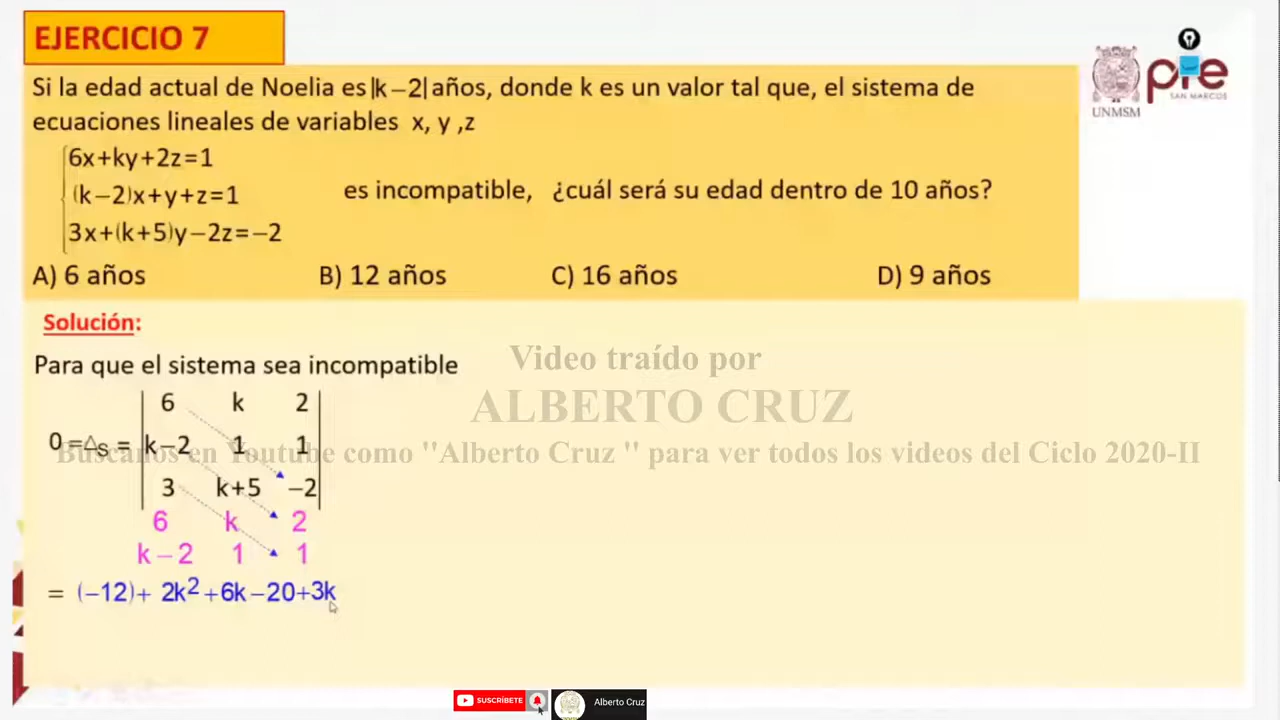 EJERCICIO 7
Si la edad actual de Noelia es |k−2| años, donde k es un valor tal que, el sistema de
ecuaciones lineales de variables x, y ,z
6x+ky+2z=1
(k−2)x+y+z=1
es incompatible, ¿cuál será su edad dentro de 10 años?
3x+(k+5)y−2z=−2
A) 6 años B) 12 años C) 16 años D) 9 años
UNMSM
pre
SAN MARCOS
Solución:
Para que el sistema sea incompatible
Video traído por
ALBERTO CRUZ
Buscanos en Youtube como ''Alberto Cruz '' para ver todos los videos del Ciclo 2020-II
6 k 2
0 =△s = k−2 1 1
3 k+5 −2
6 k 2
k−2 1 1
= (−12)+ 2k²+6k−20+3k
SUSCRÍBETE
Alberto Cruz